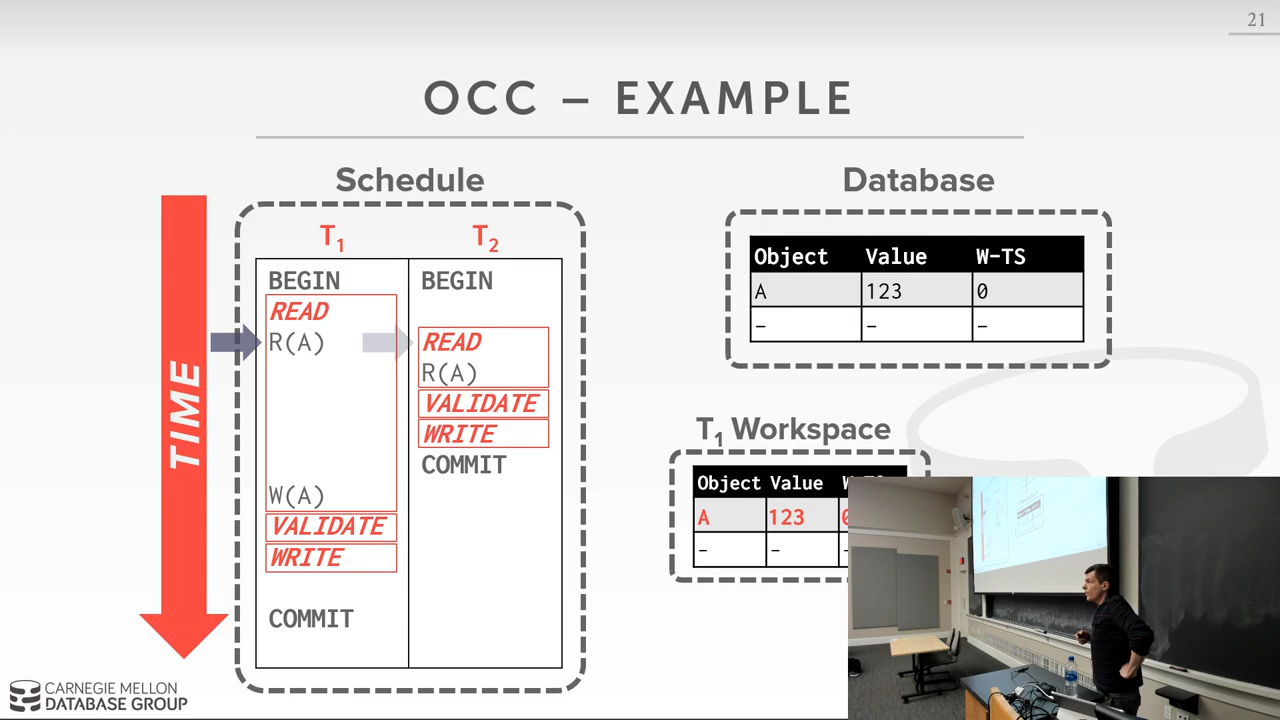 21
OCC – EXAMPLE
Schedule
TIME
T1 T2
BEGIN BEGIN
READ
R(A) READ
R(A)
VALIDATE
WRITE
COMMIT
W(A)
VALIDATE
WRITE
COMMIT
Database
Object Value W-TS
A 123 0
– – –
T1 Workspace
Object Value
A 123
– –
CARNEGIE MELLON
DATABASE GROUP